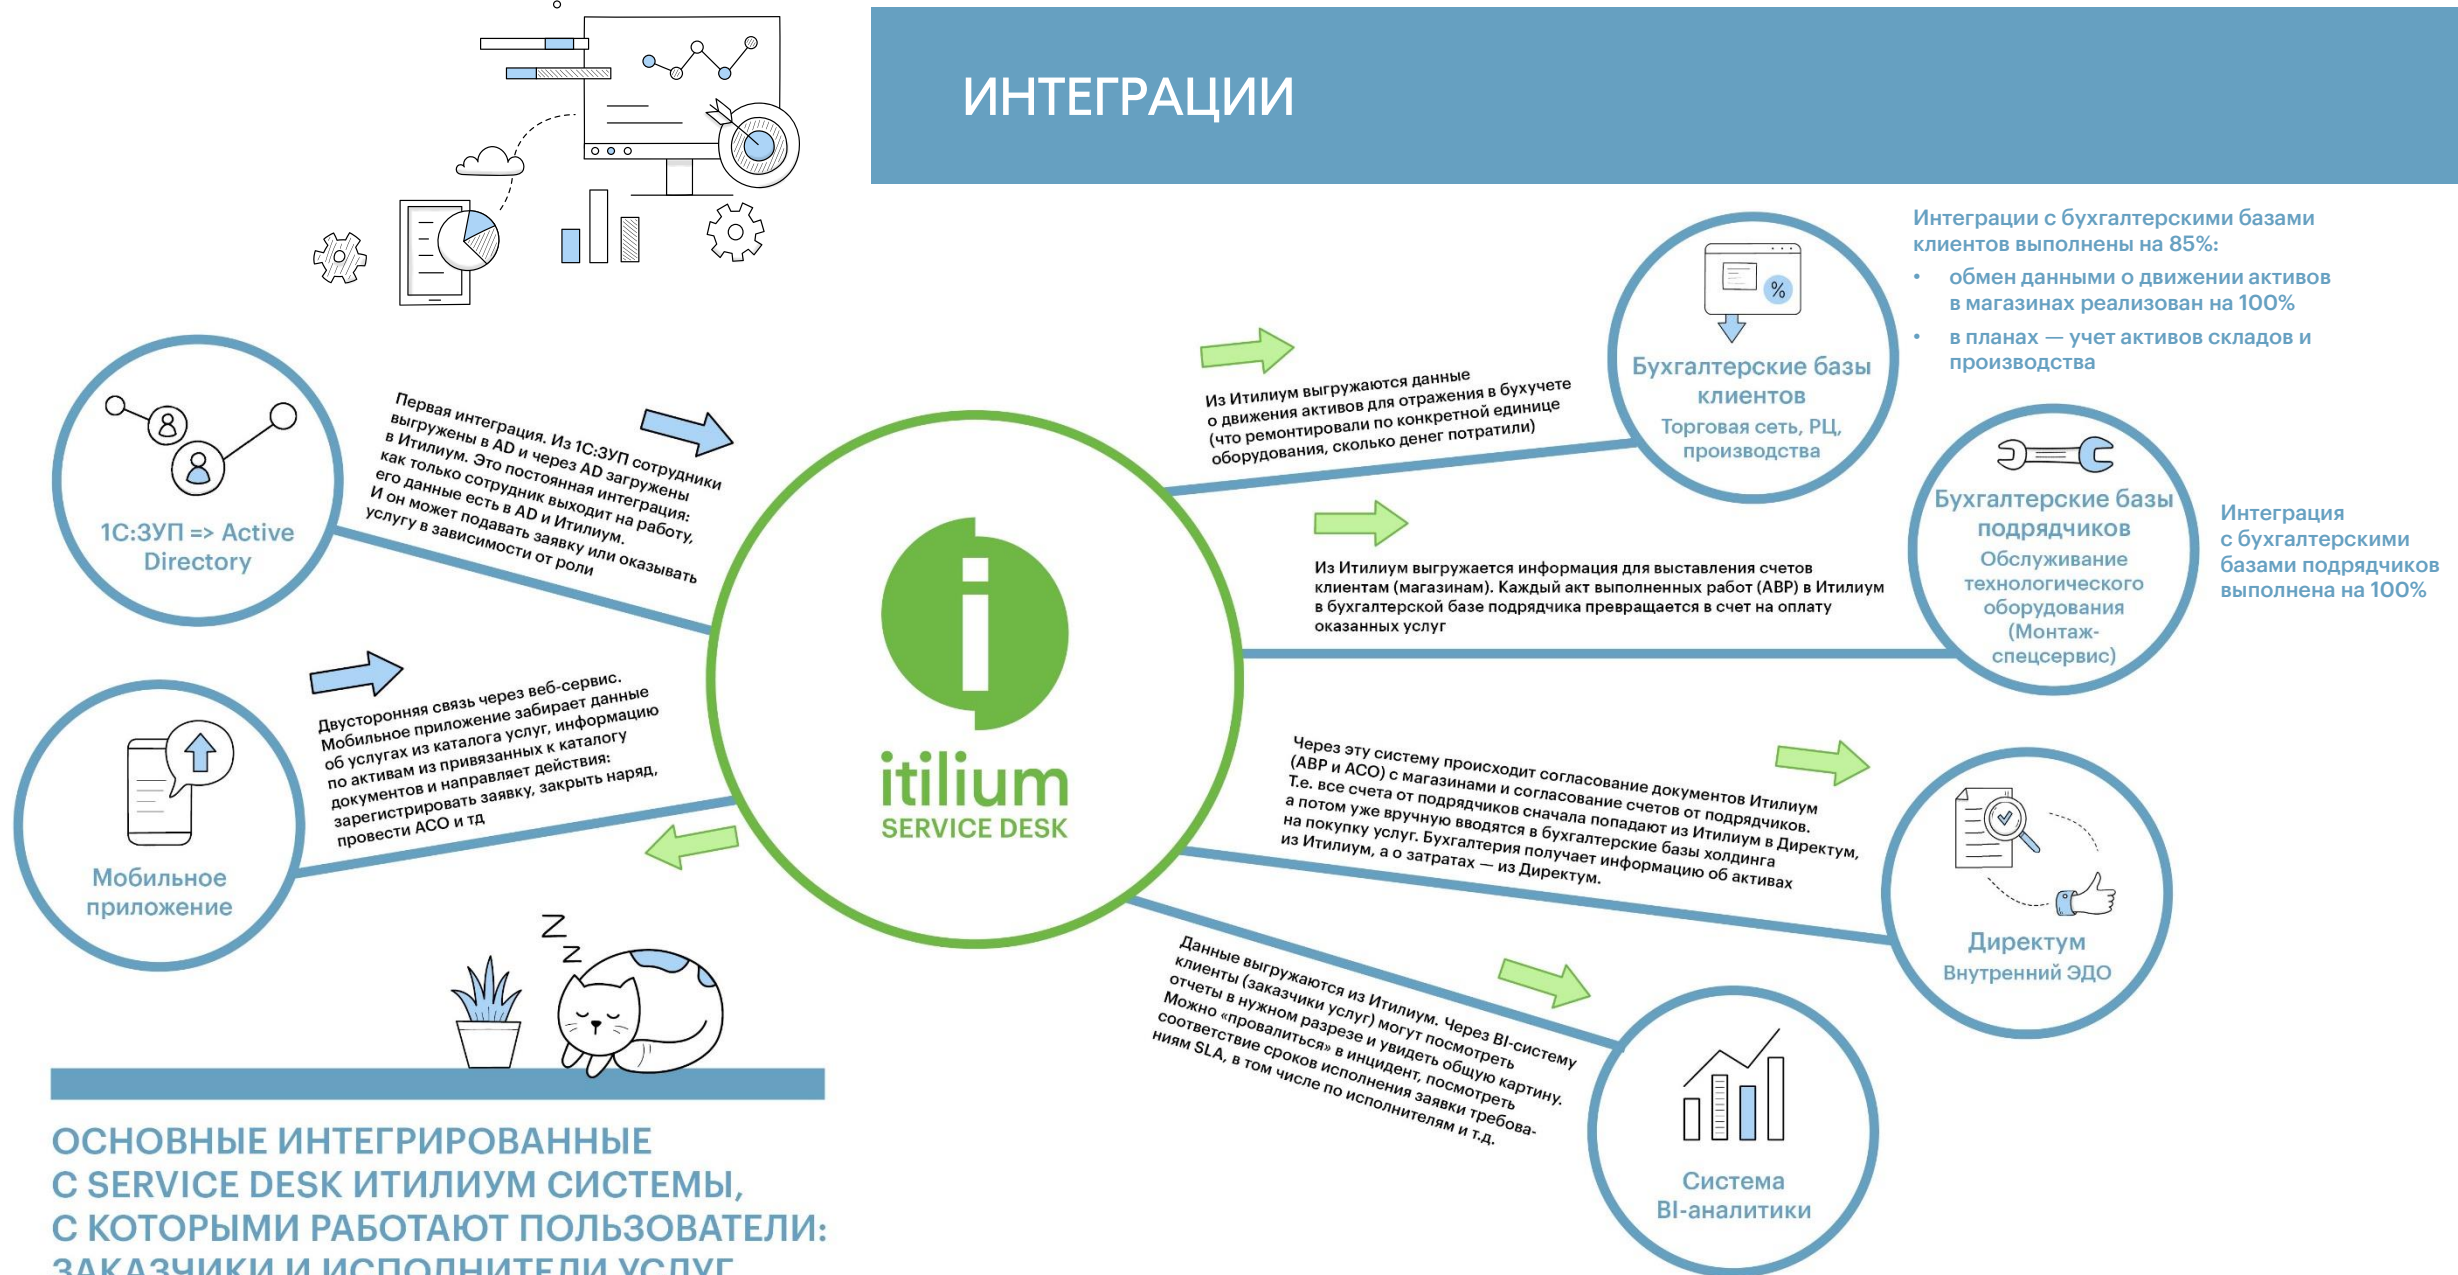 ИНТЕГРАЦИИ
Интеграции с бухгалтерскими базами
клиентов выполнены на 85%:
• обмен данными о движении активов
в магазинах реализован на 100%
• в планах — учет активов складов и
производства
%
Бухгалтерские базы
клиентов
Торговая сеть, РЦ,
производства
Из Итилиум выгружаются данные
о движения активов для отражения в бухучете
(что ремонтировали по конкретной единице
оборудования, сколько денег потратили)
1С:ЗУП => Active
Directory
Первая интеграция. Из 1С:ЗУП сотрудники
выгружены в AD и через AD загружены
в Итилиум. Это постоянная интеграция:
как только сотрудник выходит на работу,
его данные есть в AD и Итилиум.
И он может подавать заявку или оказывать
услугу в зависимости от роли
Бухгалтерские базы
подрядчиков
Обслуживание
технологического
оборудования
(Монтаж-
спецсервис)
Интеграция
с бухгалтерскими
базами подрядчиков
выполнена на 100%
Из Итилиум выгружается информация для выставления счетов
клиентам (магазинам). Каждый акт выполненных работ (АВР) в Итилиум
в бухгалтерской базе подрядчика превращается в счет на оплату
оказанных услуг
itilium
SERVICE DESK
Двусторонняя связь через веб-сервис.
Мобильное приложение забирает данные
об услугах из каталога услуг, информацию
по активам из привязанных к каталогу
документов и направляет действия:
зарегистрировать заявку, закрыть наряд,
провести АСО и тд
Мобильное
приложение
Через эту систему происходит согласование документов Итилиум
(АВР и АСО) с магазинами и согласование счетов от подрядчиков.
Т.е. все счета от подрядчиков сначала попадают из Итилиум в Директум,
а потом уже вручную вводятся в бухгалтерские базы холдинга
на покупку услуг. Бухгалтерия получает информацию об активах
из Итилиум, а о затратах — из Директум.
Директум
Внутренний ЭДО
Данные выгружаются из Итилиум. Через BI-систему
клиенты (заказчики услуг) могут посмотреть
отчеты в нужном разрезе и увидеть общую картину.
Можно «провалиться» в инцидент, посмотреть
соответствие сроков исполнения заявки требова-
ниям SLA, в том числе по исполнителям и т.д.
Система
BI-аналитики
Z
Z
ОСНОВНЫЕ ИНТЕГРИРОВАННЫЕ
С SERVICE DESK ИТИЛИУМ СИСТЕМЫ,
С КОТОРЫМИ РАБОТАЮТ ПОЛЬЗОВАТЕЛИ:
ЗАКАЗЧИКИ И ИСПОЛНИТЕЛИ УСЛУГ